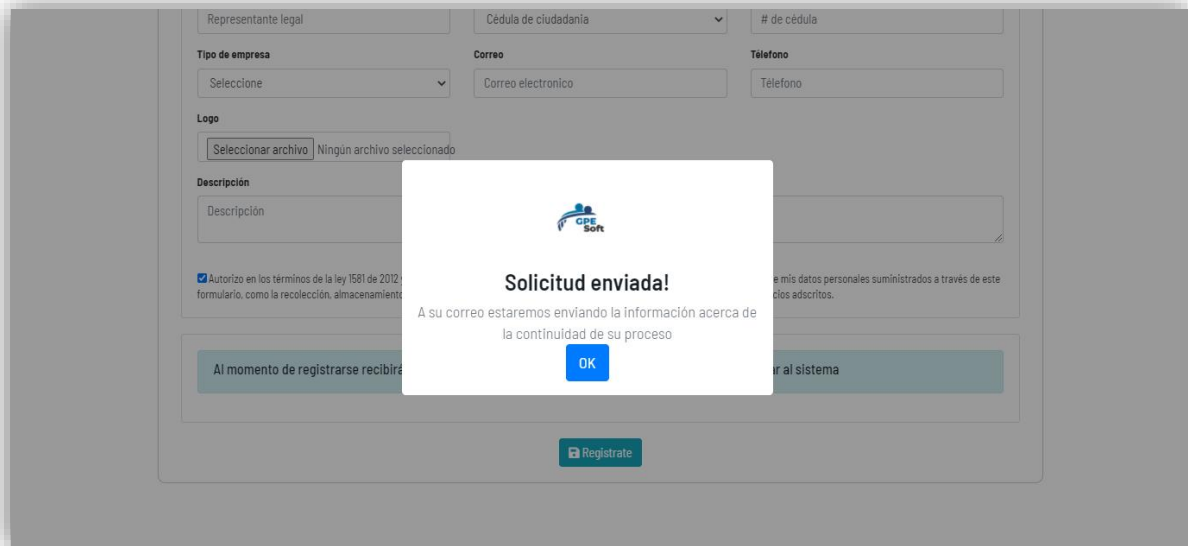 Representante legal Cédula de ciudadania # de cédula
Tipo de empresa Correo Télefono
Seleccione Correo electronico Télefono
Logo
Seleccionar archivo Ningún archivo seleccionado
Descripción
Descripción
GPE
Soft
Autorizo en los términos de la ley 1581 de 2012 e mis datos personales suministrados a través de este
formulario, como la recolección, almacenamiento cios adscritos.
Solicitud enviada!
A su correo estaremos enviando la información acerca de
la continuidad de su proceso
OK
Al momento de registrarse recibirá ar al sistema
Registrate